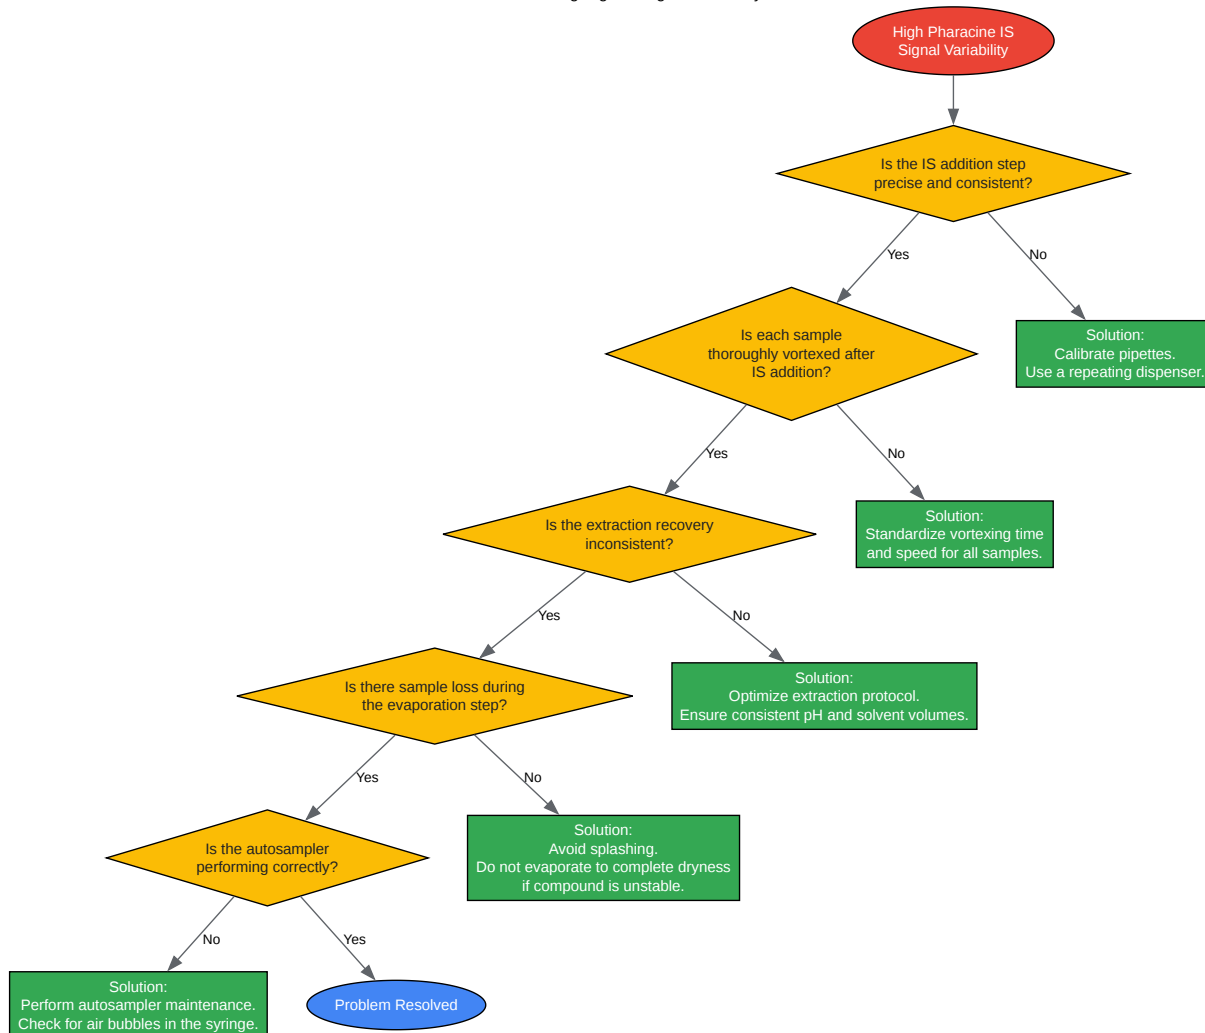 High Pharacine IS
Signal Variability
Is the IS addition step
precise and consistent?
Yes
No
Is each sample
thoroughly vortexed after
IS addition?
Solution:
Calibrate pipettes.
Use a repeating dispenser.
Yes
No
Is the extraction recovery
inconsistent?
Solution:
Standardize vortexing time
and speed for all samples.
Yes
No
Is there sample loss during
the evaporation step?
Solution:
Optimize extraction protocol.
Ensure consistent pH and solvent volumes.
Yes
No
Is the autosampler
performing correctly?
Solution:
Avoid splashing.
Do not evaporate to complete dryness
if compound is unstable.
No
Yes
Solution:
Perform autosampler maintenance.
Check for air bubbles in the syringe.
Problem Resolved